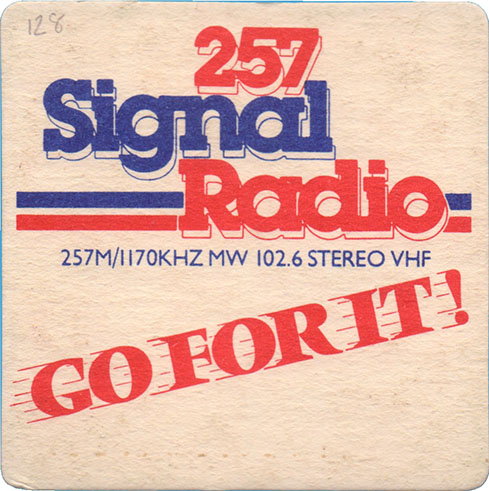 128
257
Signal
Radio
257M/1170KHZ MW 102.6 STEREO VHF
GO FOR IT!